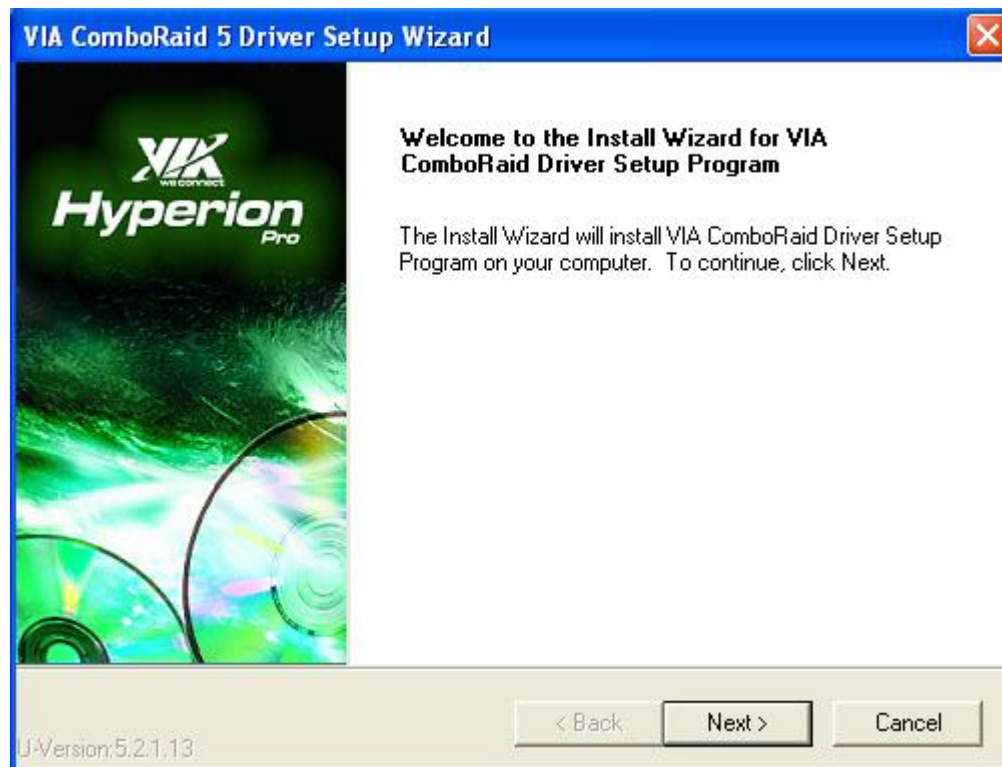 VIA ComboRaid 5 Driver Setup Wizard
VIA
WE CONNECT
Hyperion
Pro
Welcome to the Install Wizard for VIA
ComboRaid Driver Setup Program
The Install Wizard will install VIA ComboRaid Driver Setup
Program on your computer. To continue, click Next.
< Back
Next >
Cancel
U-Version:5.2.1.13